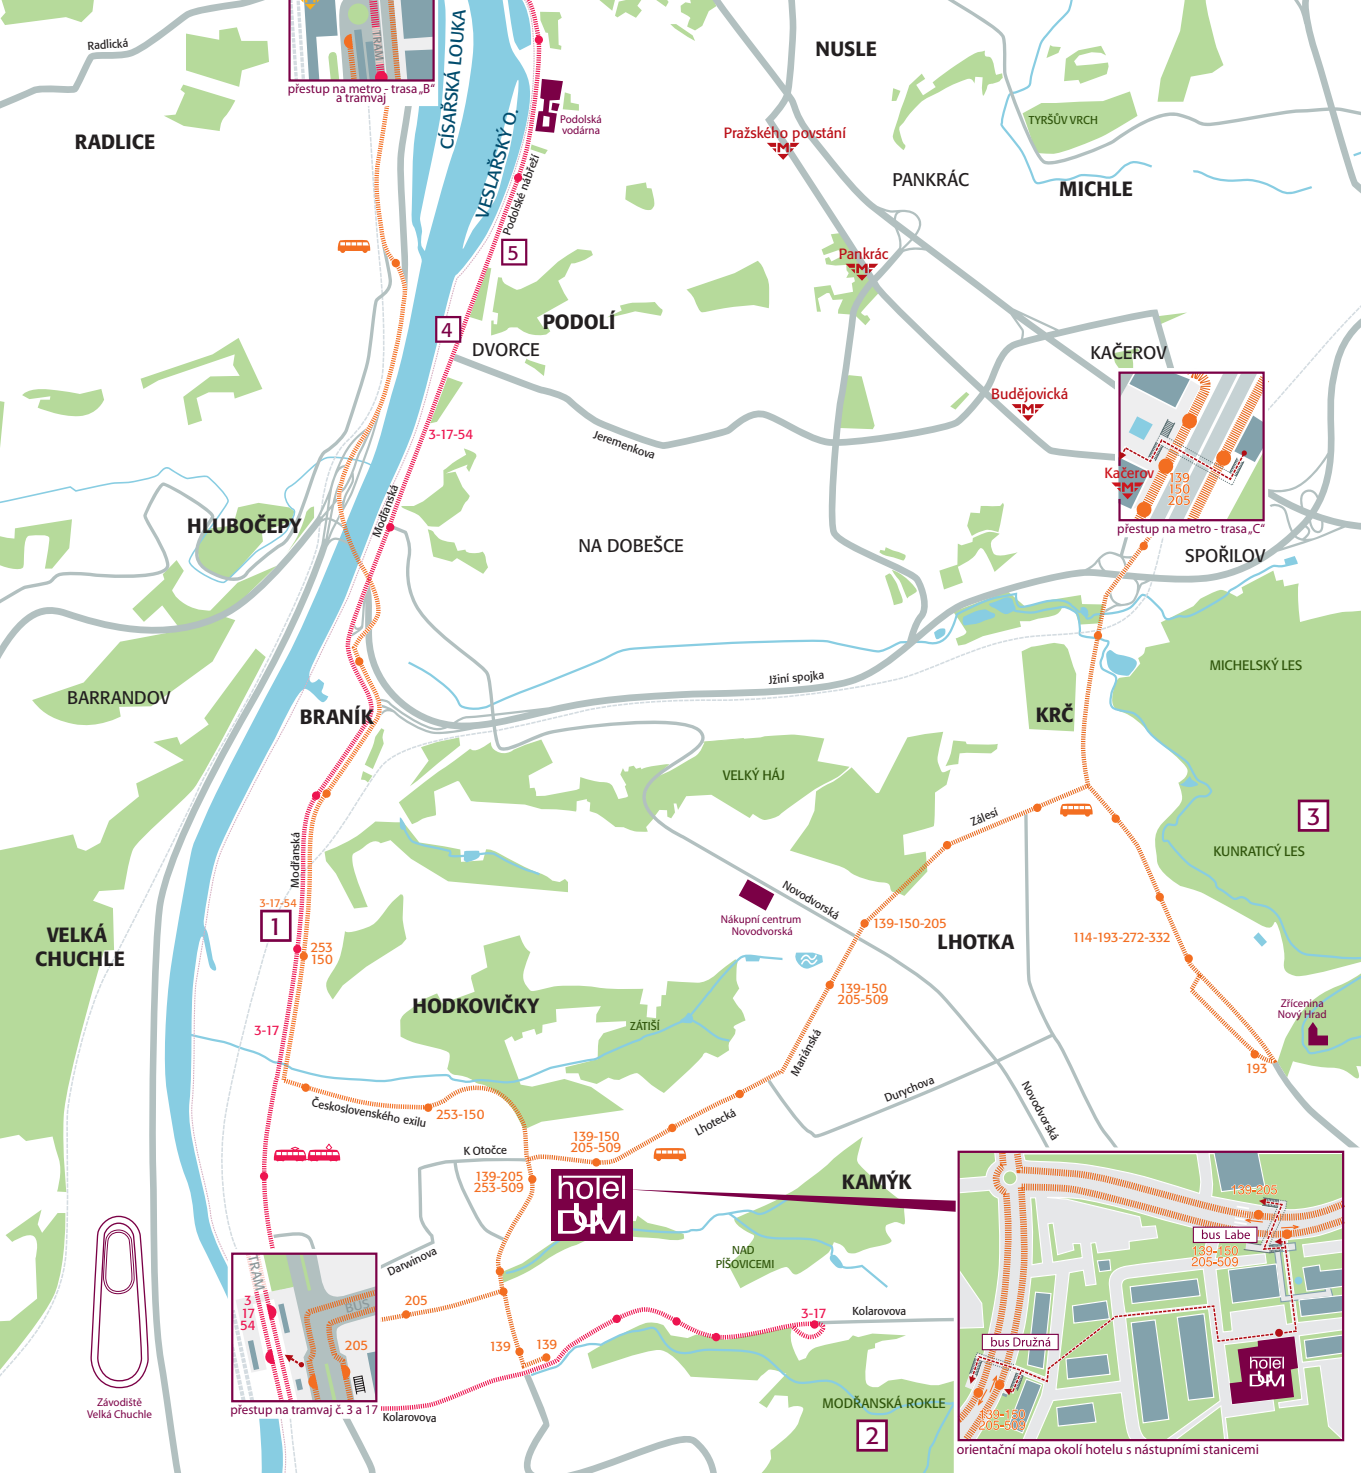 Radlická
TRAM
přestup na metro - trasa„B“
a tramvaj
CÍSAŘSKÁ LOUKA
VESLAŘSKÝ O.
Podolská
vodárna
Podolské nábřeží
NUSLE
TYRŠŮV VRCH
RADLICE
Pražského povstání
M
PANKRÁC
MICHLE
5
Pankrác
M
4
PODOLÍ
DVORCE
KAČEROV
Budějovická
M
3-17-54
Jeremenkova
Kačerov
M
139
150
205
přestup na metro - trasa„C“
Modřanská
HLUBOČEPY
NA DOBEŠCE
SPOŘILOV
MICHELSKÝ LES
BARRANDOV
Jžiní spojka
BRANÍK
KRČ
VELKÝ HÁJ
Zálesí
3
KUNRATICÝ LES
Modřanská
3-17-54
1
253
150
Novodvorská
Nákupní centrum
Novodvorská
139-150-205
LHOTKA
114-193-272-332
VELKÁ
CHUCHLE
139-150
205-509
HODKOVIČKY
ZÁTIŠÍ
3-17
Zřícenina
Nový Hrad
193
Mariánská
Durychova
Novodvorská
Československého exilu
253-150
Lhotecká
139-150
205-509
K Otočce
139-205
253-509
hotel
DUM
KAMÝK
NAD
PÍŠOVICEMI
139-205
bus Labe
139-150
205-509
Darwinova
TRAM
BUS
3
17
54
205
205
139
139
3-17
Kolarovova
bus Družná
hotel
DUM
139-150
205-509
Závodiště
Velká Chuchle
přestup na tramvaj č. 3 a 17
Kolarovova
MODŘANSKÁ ROKLE
2
orientační mapa okolí hotelu s nástupními stanicemi